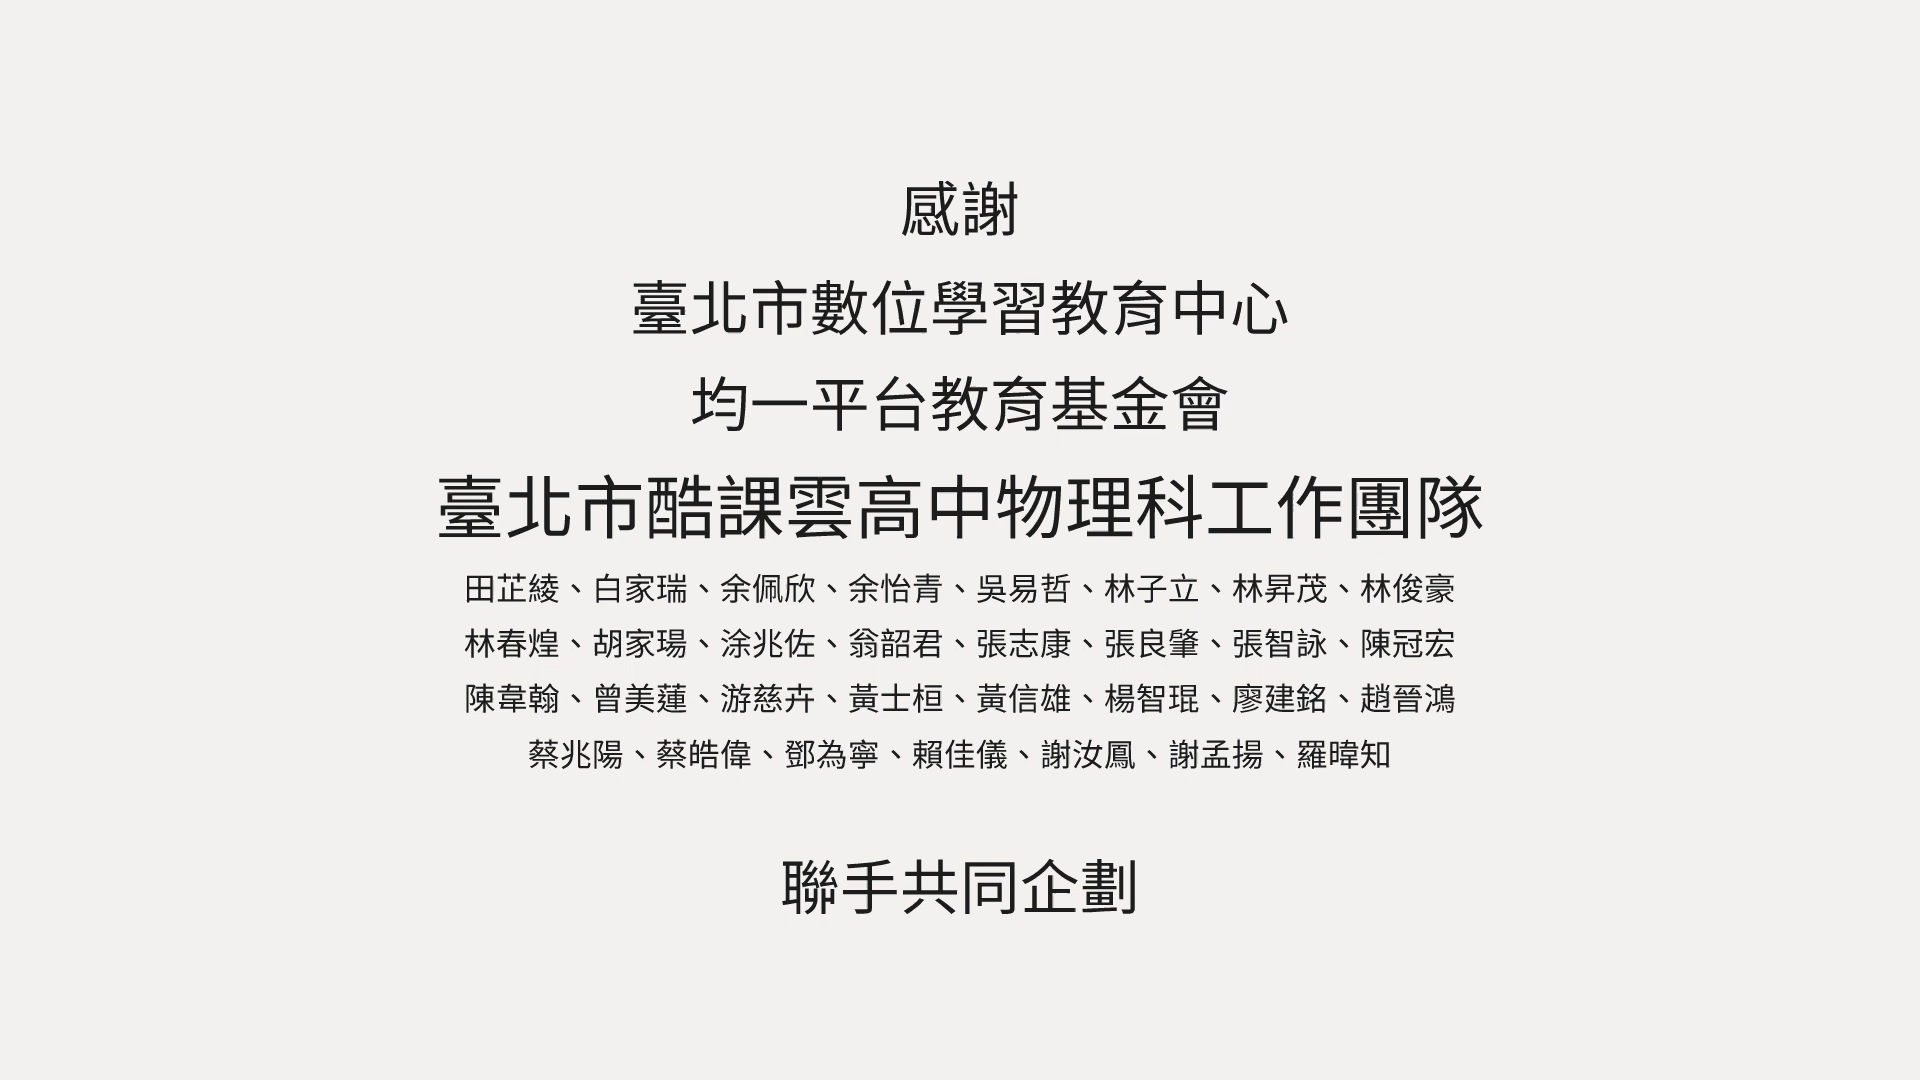 感謝
臺北市數位學習教育中心
均一平台教育基金會
臺北市酷課雲高中物理科工作團隊
田芷綾、白家瑞、余佩欣、余怡青、吳易哲、林子立、林昇茂、林俊豪
林春煌、胡家瑒、涂兆佐、翁韶君、張志康、張良肇、張智詠、陳冠宏
陳韋翰、曾美蓮、游慈卉、黃士桓、黃信雄、楊智琨、廖建銘、趙晉鴻
蔡兆陽、蔡皓偉、鄧為寧、賴佳儀、謝汝鳳、謝孟揚、羅暐知
聯手共同企劃